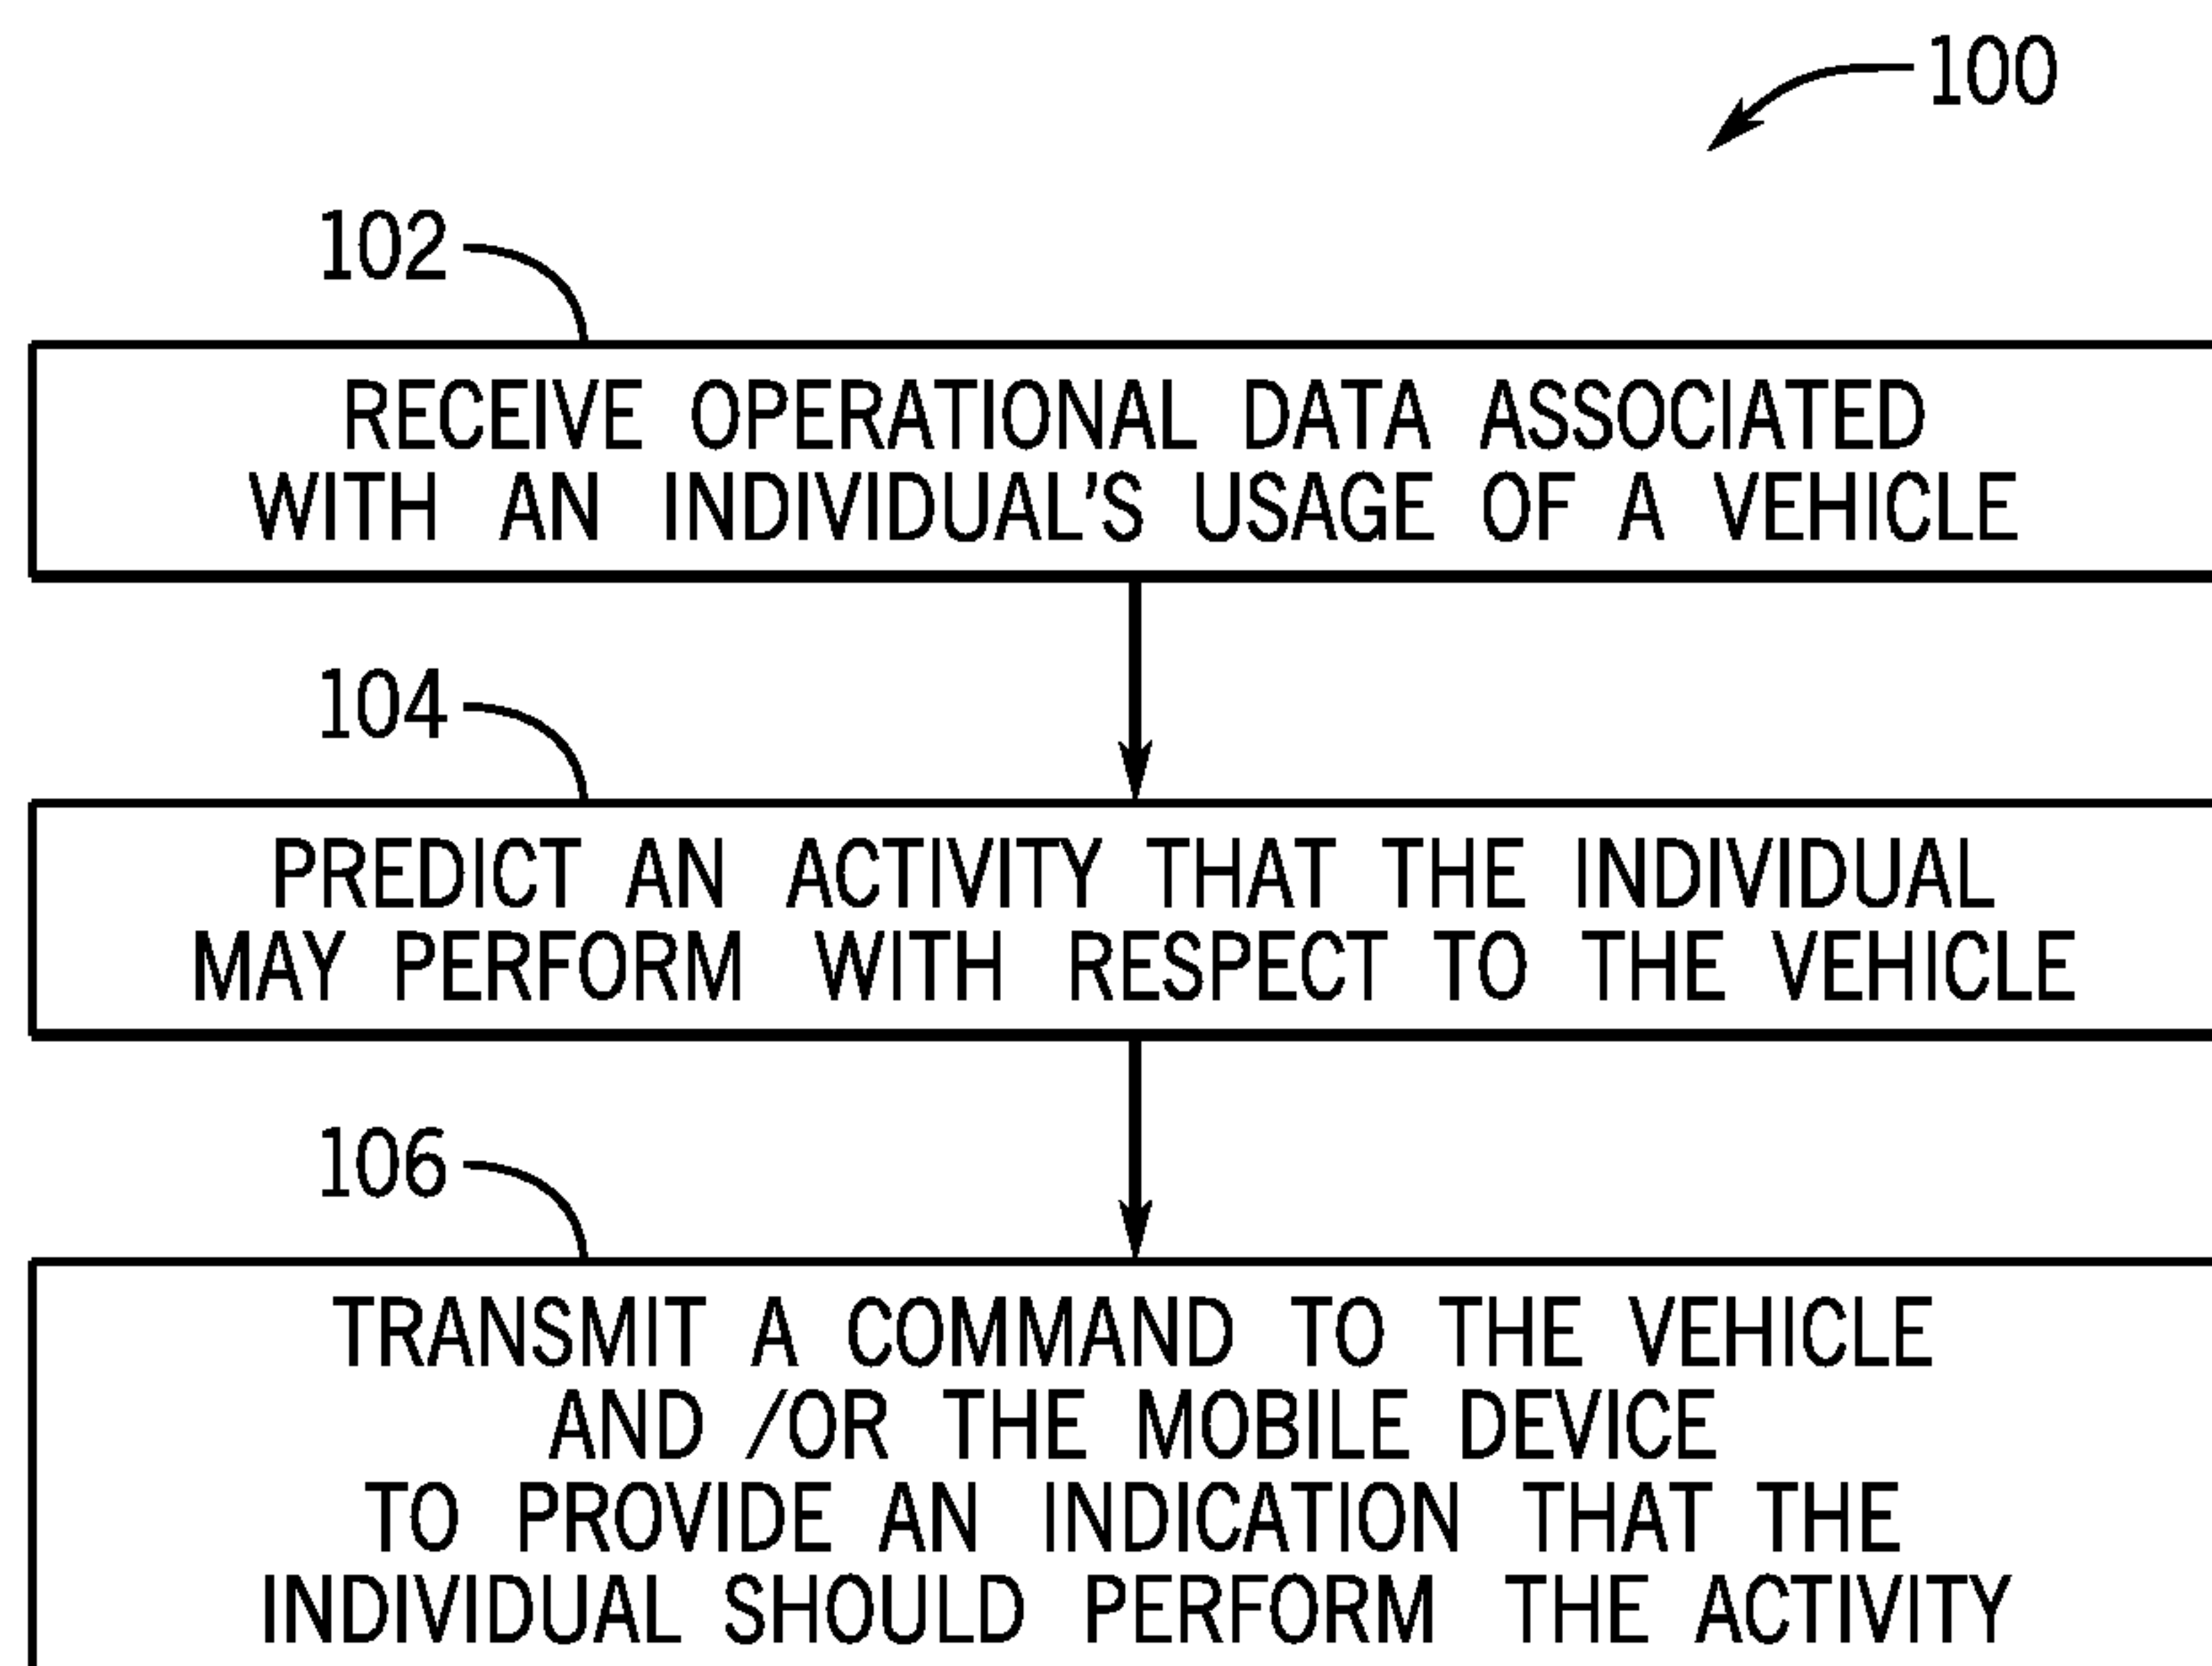 100
102
RECEIVE OPERATIONAL DATA ASSOCIATED
WITH AN INDIVIDUAL'S USAGE OF A VEHICLE
104
PREDICT AN ACTIVITY THAT THE INDIVIDUAL
MAY PERFORM WITH RESPECT TO THE VEHICLE
106
TRANSMIT A COMMAND TO THE VEHICLE
AND /OR THE MOBILE DEVICE
TO PROVIDE AN INDICATION THAT THE
INDIVIDUAL SHOULD PERFORM THE ACTIVITY